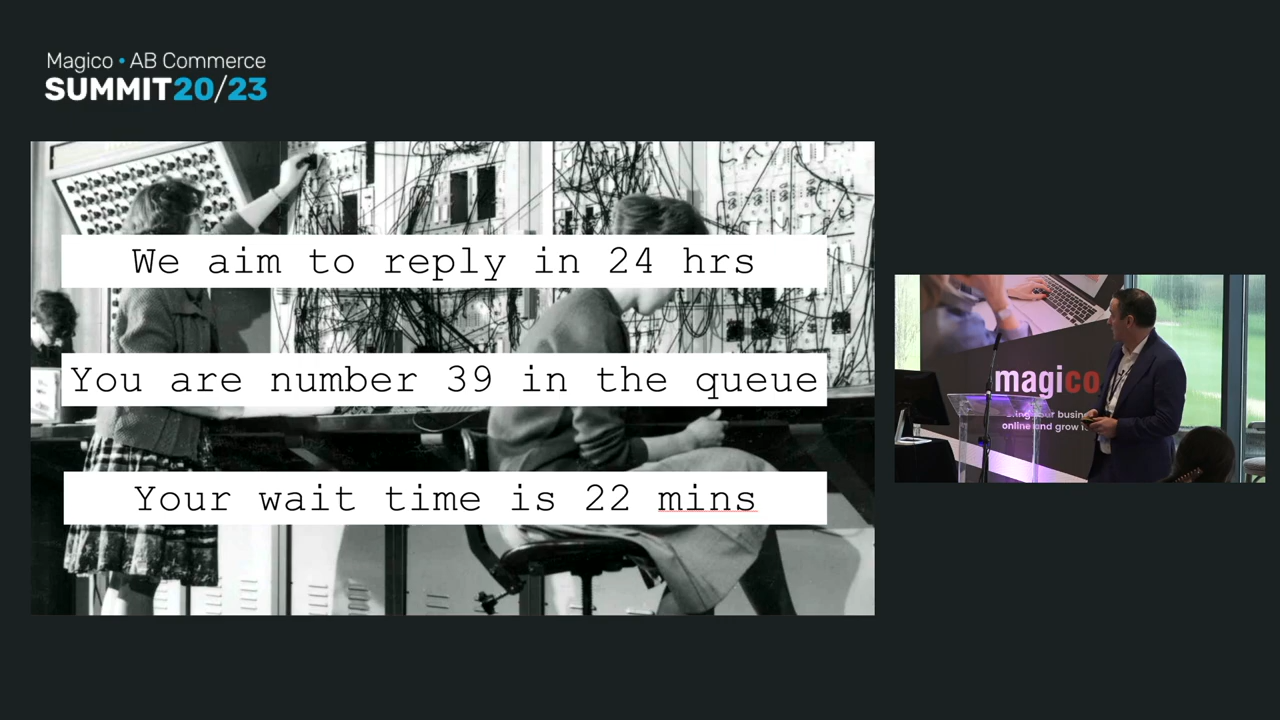 Magico • AB Commerce
SUMMIT20/23
We aim to reply in 24 hrs
You are number 39 in the queue
Your wait time is 22 mins
magico
your
online and grow